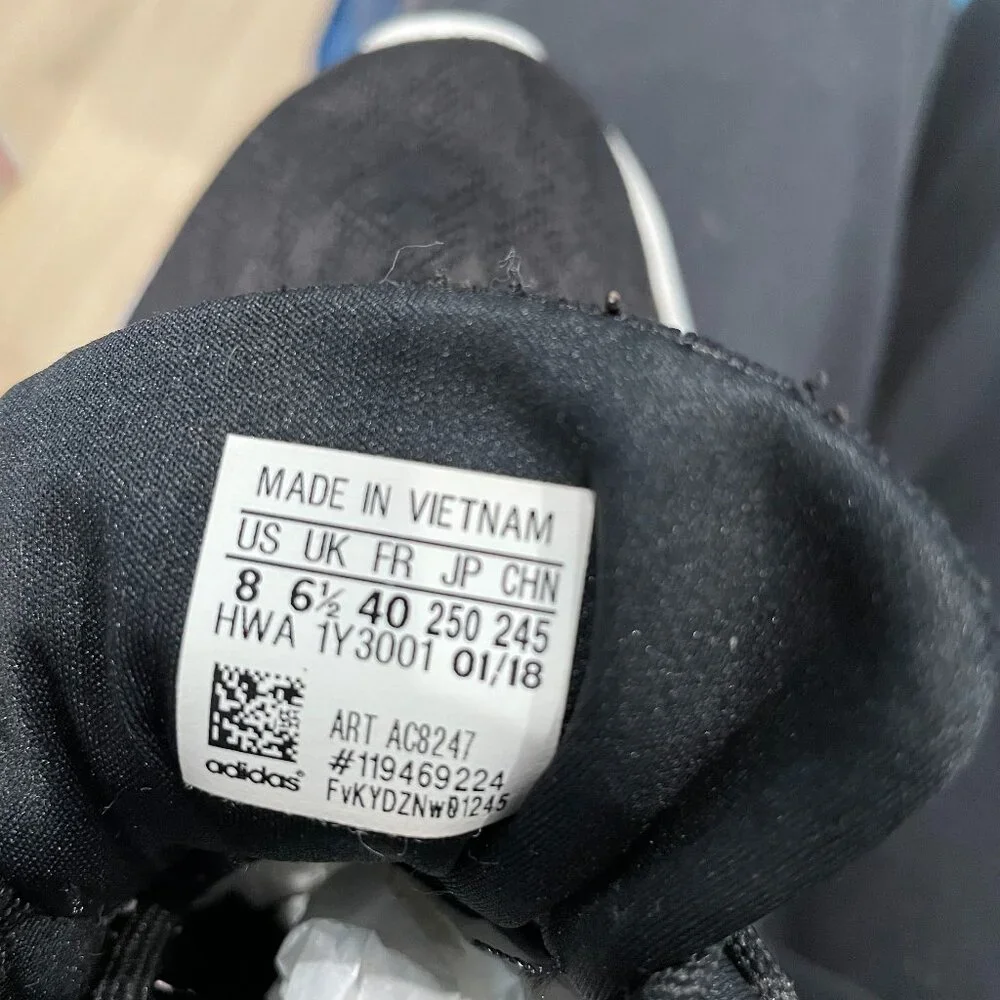 MADE IN VIETNAM
US UK FR JP CHN
8 6½ 40 250 245
HWA 1Y3001 01/18
ART AC8247
#119469224
adidas
FvKYDZNw01245